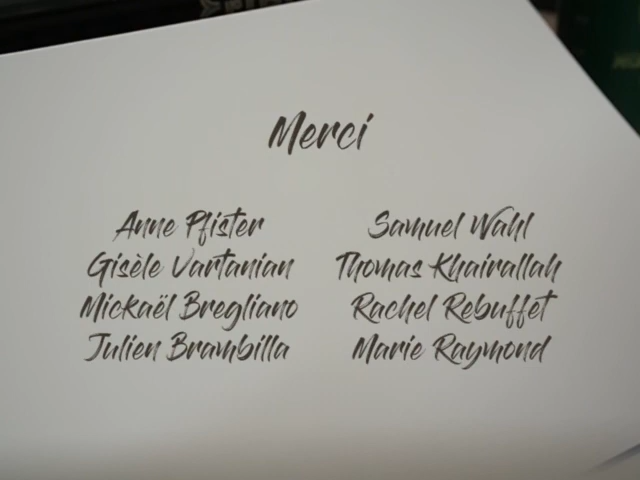 Merci
Anne Pfister
Gisèle Vartanian
Mickaël Bregliano
Julien Brambilla
Samuel Wahl
Thomas Khairallah
Rachel Rebuffet
Marie Raymond